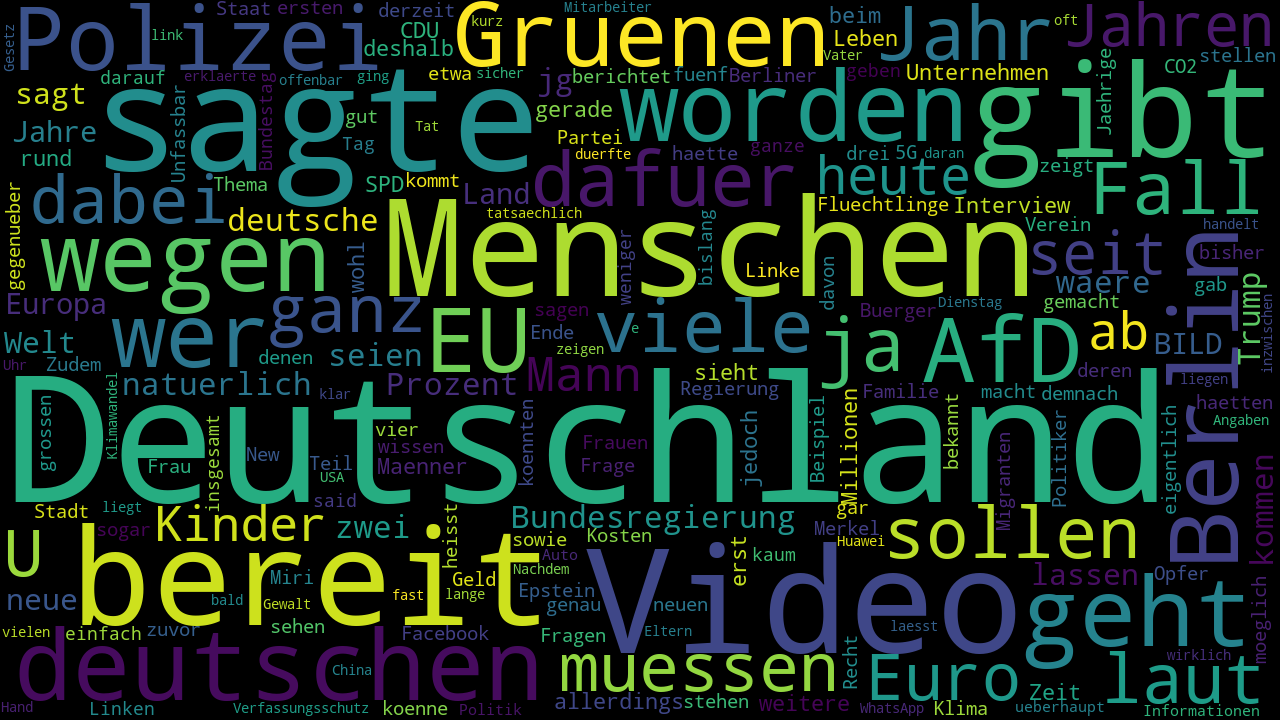 Polizei
Gruenen
Jahr
Jahren
Staat
ersten
derzeit
Mitarbeiter
beim
oft
Gesetz
link
CDU
kurz
Leben
deshalb
Vater
stellen
darauf
erklaerte
offenbar
ging
etwa
sicher
jg
berichtet
fuenf
Berliner
geben
Unternehmen
Jaehrige
CO2
sagt
sagte
worden
gibt
Jahre
Unfassbar
Bundestag
gut
Tat
gerade
Partei
Tag
rund
duerfte
haette
ganze
drei
5G
daran
zeigt
Thema
SPD
kommt
Land
dafuer
heute
Fall
dabei
deutsche
tatsaechlich
Fluechtlinge
Interview
Verein
handelt
gegenueber
wegen
Menschen
seit
bisher
wohl
weniger
bislang
Linke
davon
waere
gab
Berlin
Europa
ganz
sagen
Buerger
Dienstag
gemacht
Trump
inzwischen
Welt
wer
EU
Ende
viele
e
ja
AfD
ab
BILD
Uhr
Zudem
denen
seien
zeigen
deren
natuerlich
klar
Prozent
Mann
sieht
Regierung
Familie
macht
demnach
liegen
haetten
Klimawandel
grossen
Deutschland
Angaben
vier
insgesamt
Frau
New
Teil
USA
wissen
Maenner
koennten
Frauen
Frage
jedoch
Beispiel
Millionen
bekannt
Migranten
Politiker
eigentlich
said
Stadt
liegt
sogar
Kinder
zwei
heisst
Bundesregierung
sowie
Kosten
gar
Merkel
Huawei
sollen
kommen
U
bereit
Auto
Nachdem
erst
kaum
Video
lassen
Opfer
Miri
Geld
lange
Epstein
neue
bald
Gewalt
fast
genau
neuen
geht
moeglich
vielen
einfach
zuvor
sehen
Facebook
Fragen
Eltern
laesst
deutschen
China
muessen
Recht
Euro
Zeit
laut
wirklich
Hand
Linken
Verfassungsschutz
koenne
Politik
allerdings
stehen
weitere
WhatsApp
Klima
ueberhaupt
Informationen